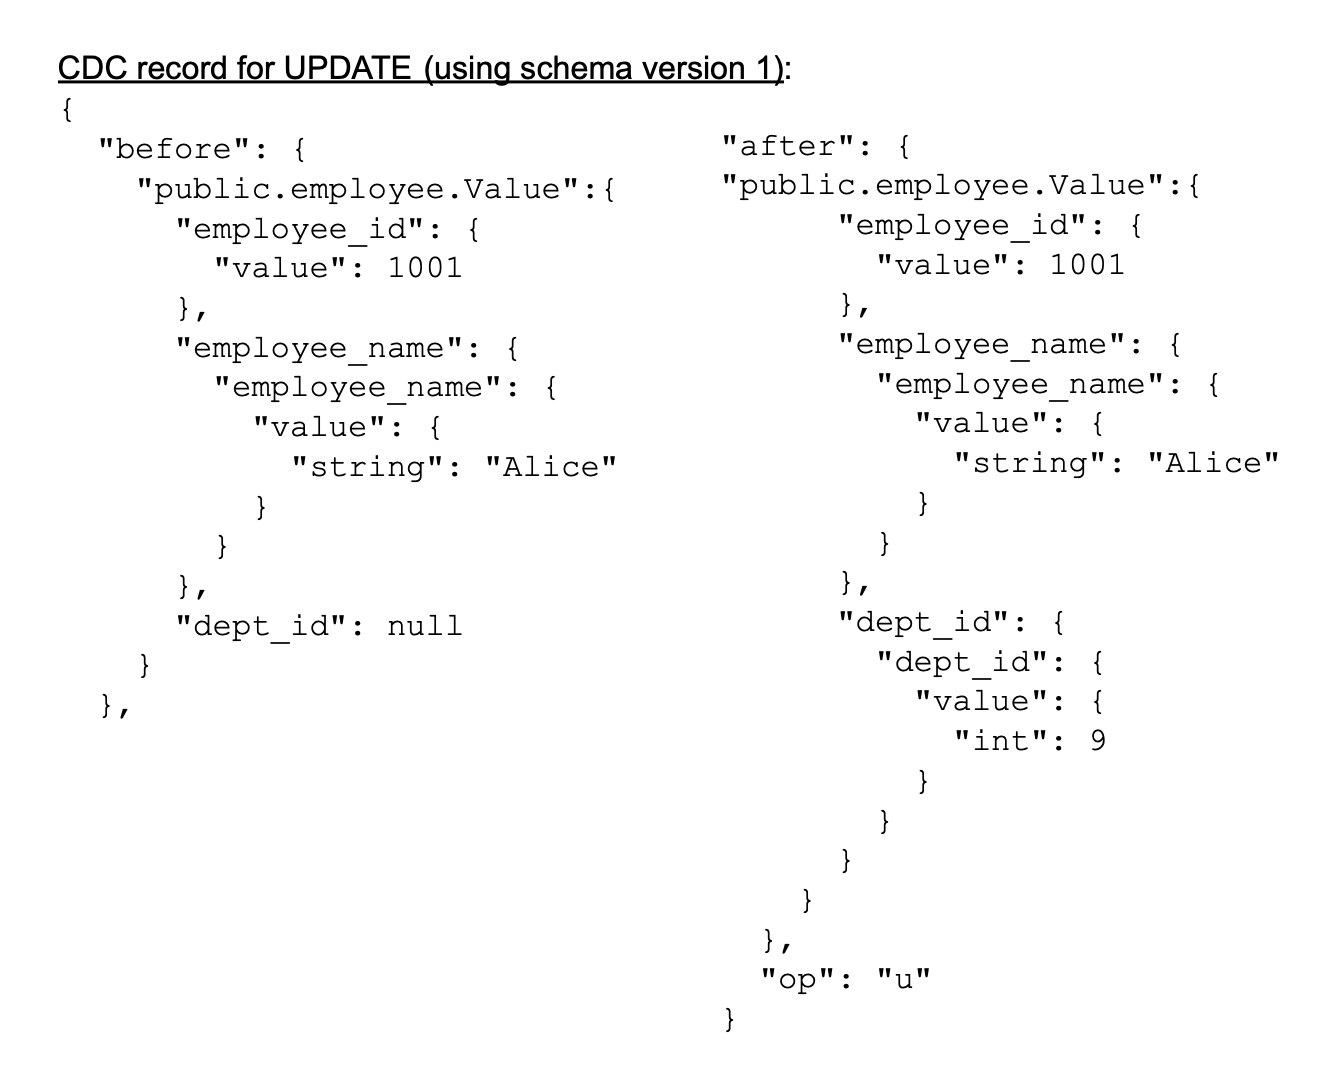 CDC record for UPDATE (using schema version 1):
{
"before": {
"public.employee.Value":{
"employee_id": {
"value": 1001
},
"employee_name": {
"employee_name": {
"value": {
"string": "Alice"
}
}
},
"dept_id": null
}
},
"after": {
"public.employee.Value":{
"employee_id": {
"value": 1001
},
"employee_name": {
"employee_name": {
"value": {
"string": "Alice"
}
}
},
"dept_id": {
"dept_id": {
"value": {
"int": 9
}
}
}
}
},
"op": "u"
}